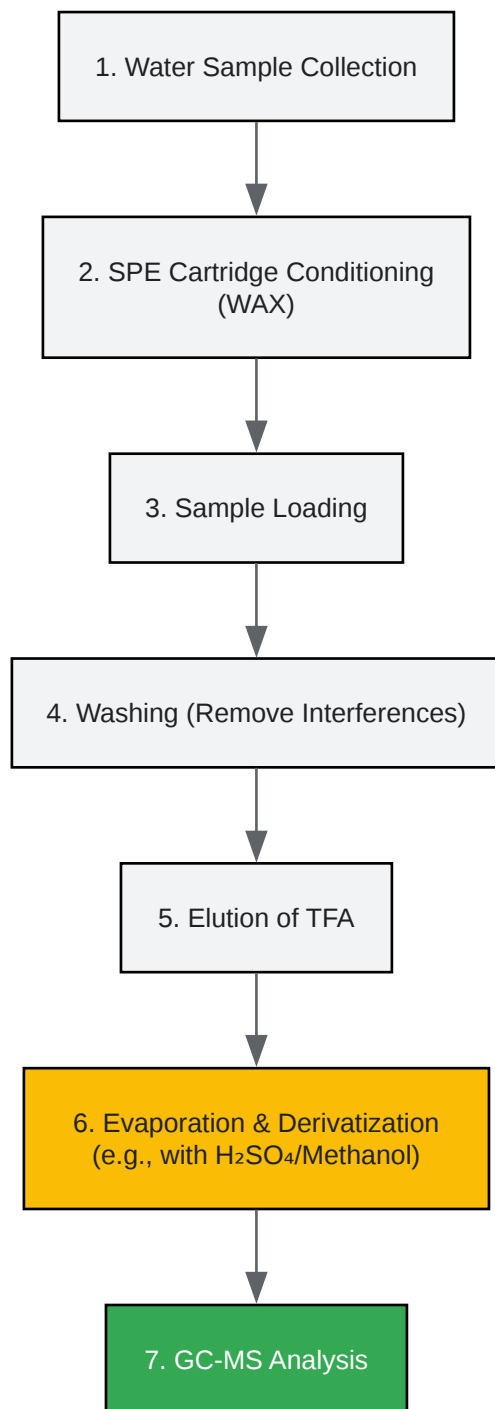 1. Water Sample Collection
2. SPE Cartridge Conditioning
(WAX)
3. Sample Loading
4. Washing (Remove Interferences)
5. Elution of TFA
6. Evaporation & Derivatization
(e.g., with H₂SO₄/Methanol)
7. GC-MS Analysis